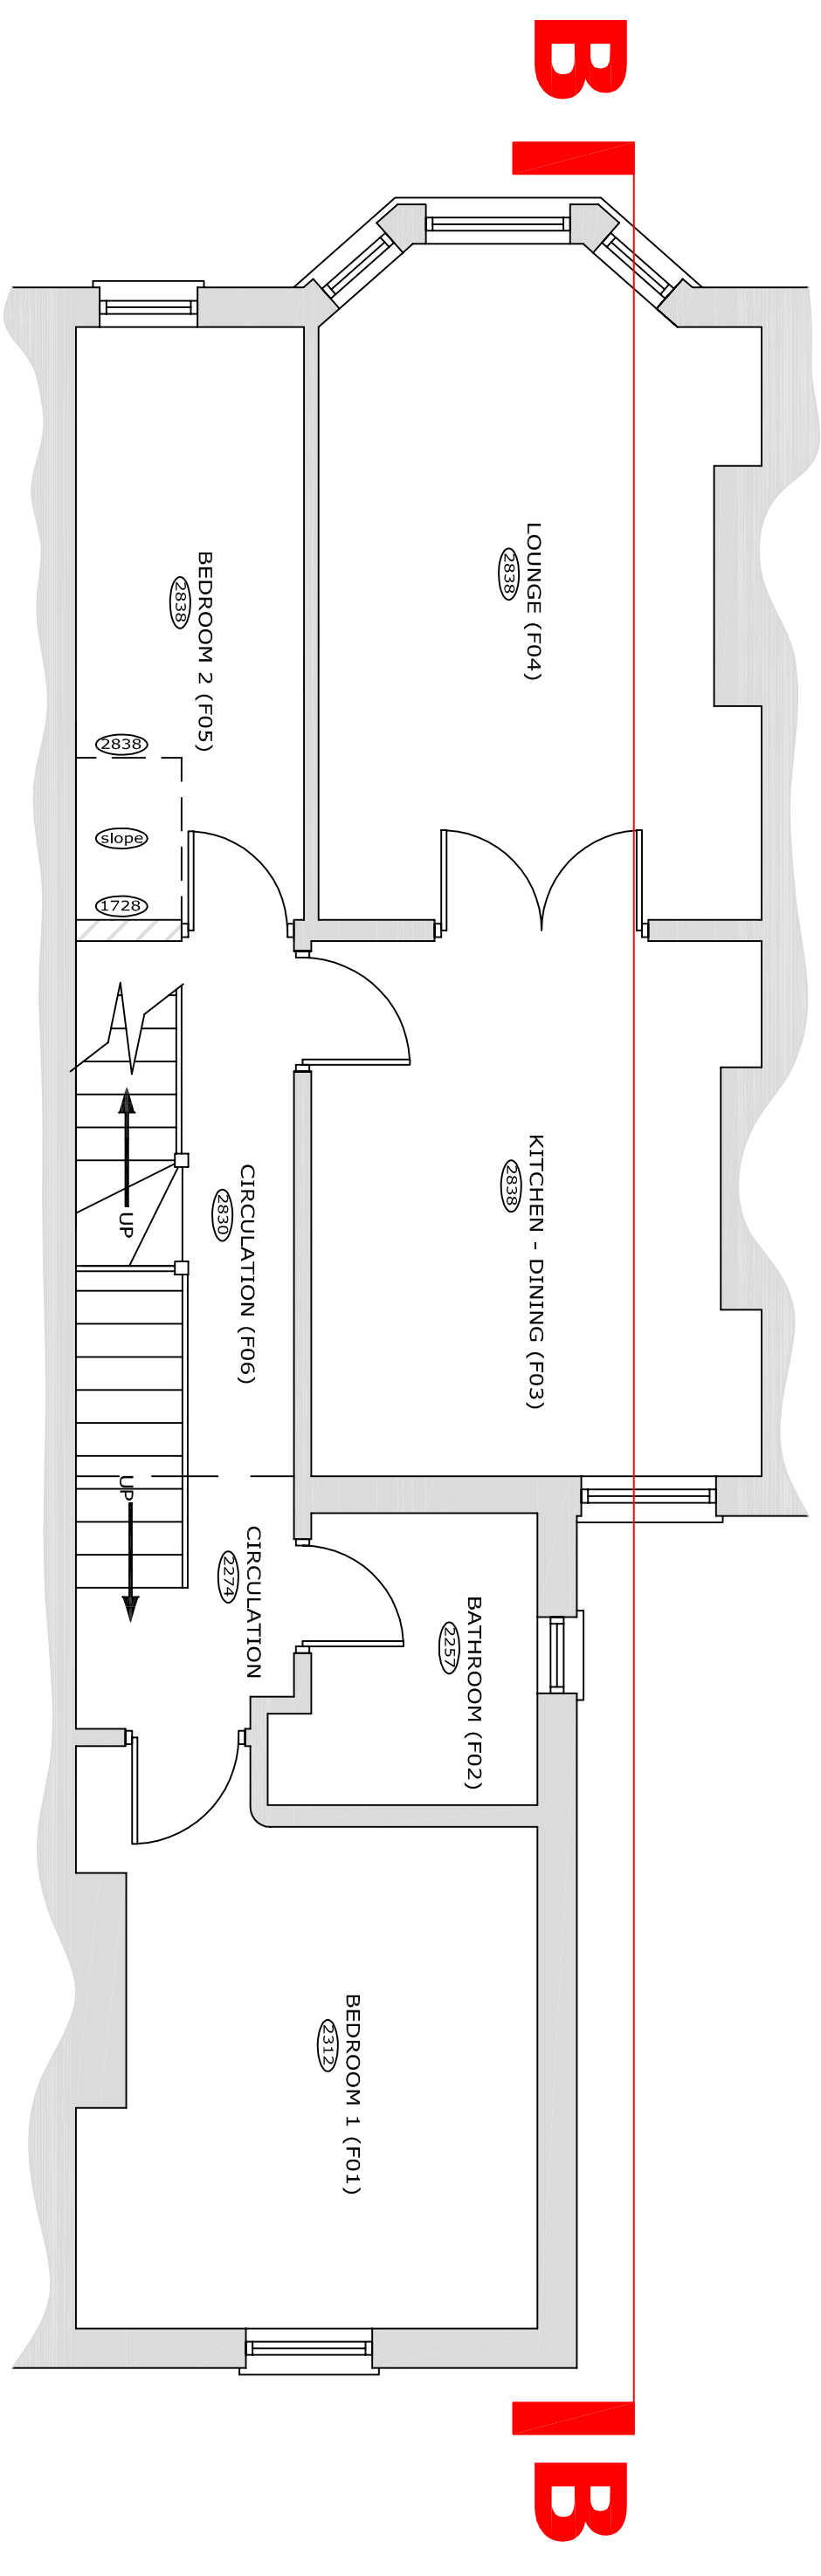 B
LOUNGE (F04)
2838
BEDROOM 2 (F05)
2838
2838
slope
1728
KITCHEN - DINING (F03)
2838
CIRCULATION (F06)
2830
UP
UP
CIRCULATION
2274
BATHROOM (F02)
2257
BEDROOM 1 (F01)
2312
B